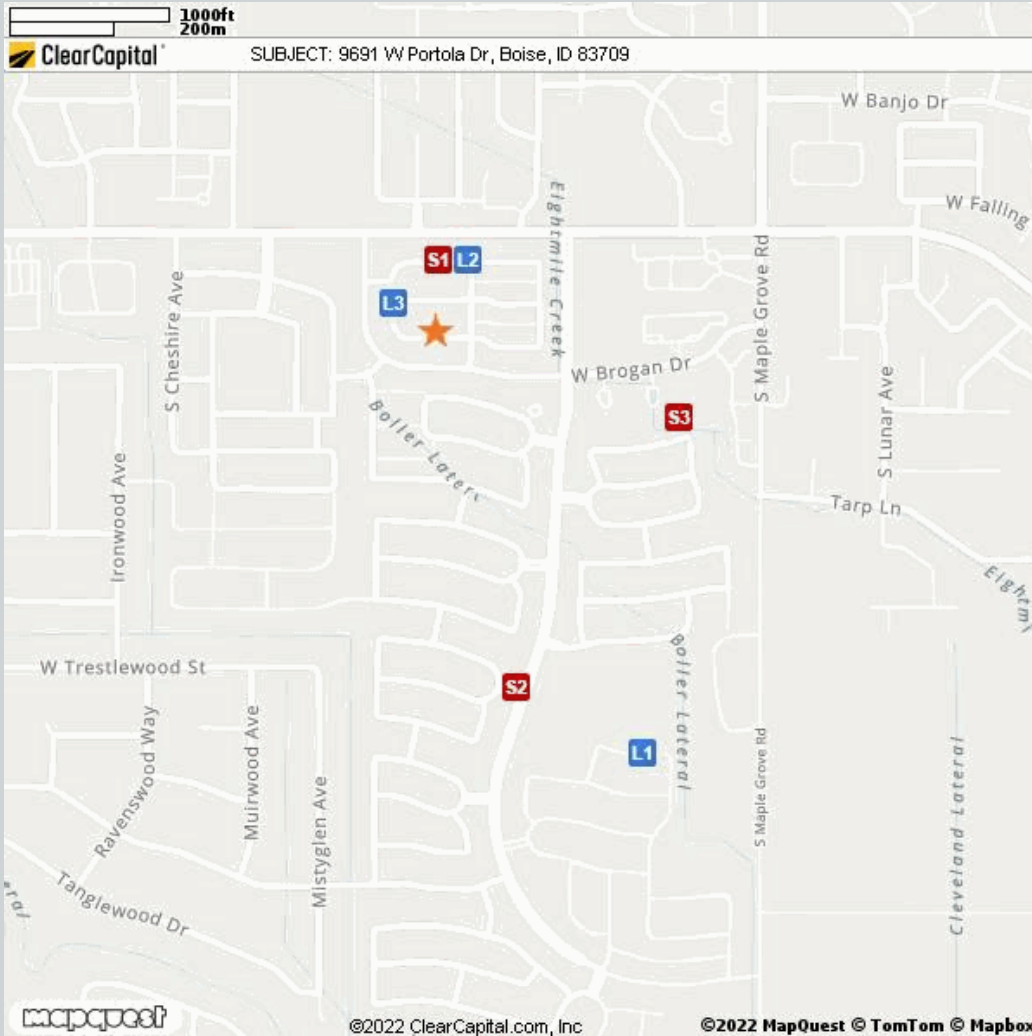 1000ft
200m
ClearCapital
SUBJECT: 9691 W Portola Dr, Boise, ID 83709
W Banjo Dr
W Falling
Eightmile Creek
S1
L2
L3
S Cheshire Ave
S Maple Grove Rd
W Brogan Dr
S Lunar Ave
S3
Boller Later
Ironwood Ave
Tarp Ln
Eightm
W Trestlewood St
Boller Lateral
S2
Ravenswood Way
Muirwood Ave
L1
S Maple Grove Rd
Mistyglen Ave
Cleveland Lateral
Tanglewood Dr
eral
mapquest
©2022 ClearCapital.com, Inc
©2022 MapQuest © TomTom © Mapbox